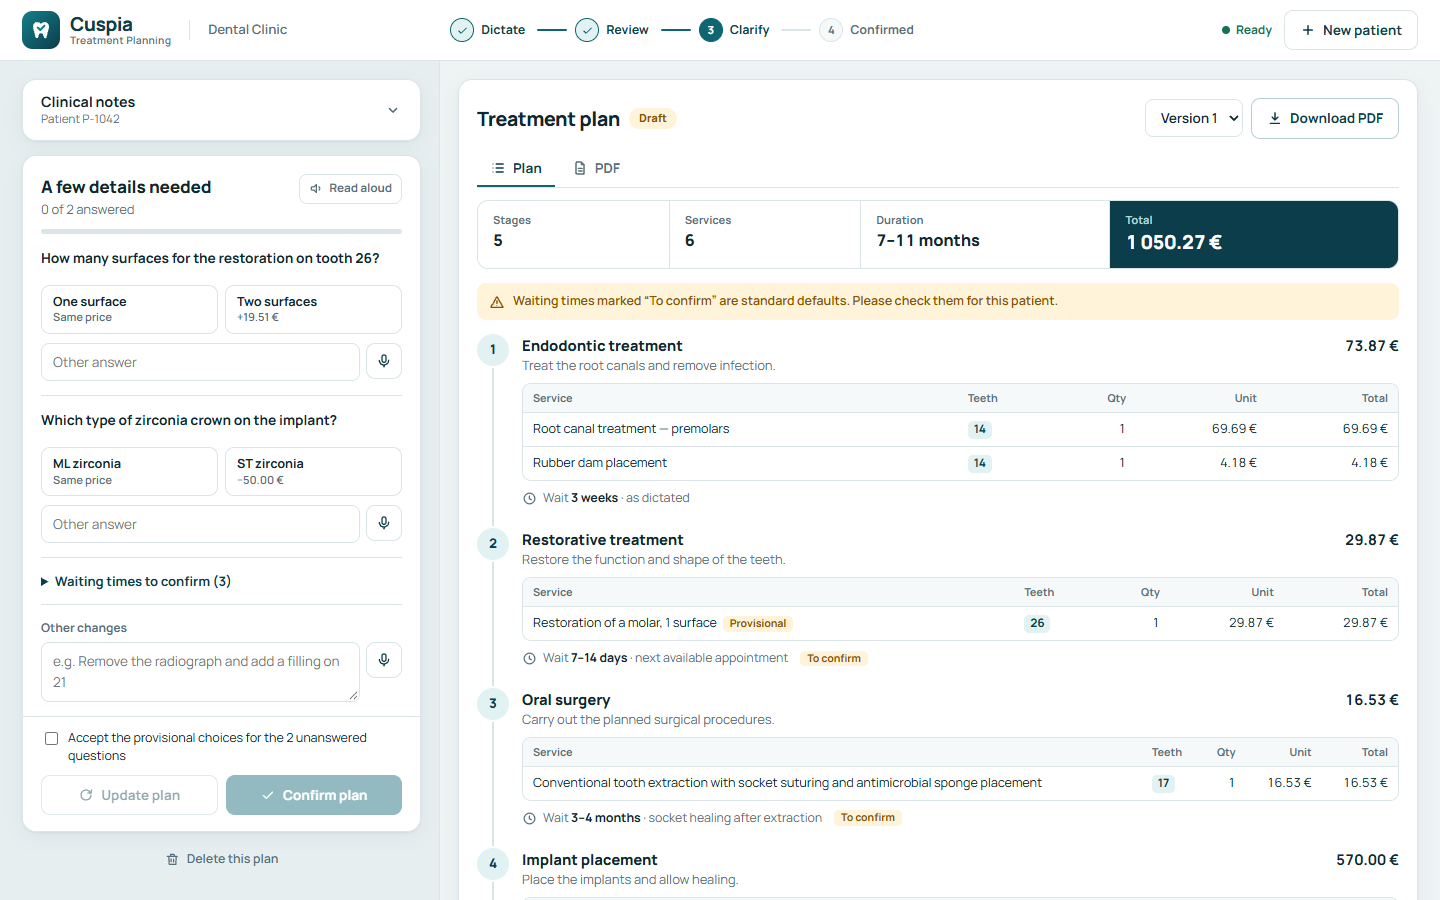 Cuspia
Treatment Planning
Dental Clinic
Dictate
Review
3 Clarify
4 Confirmed
Ready
New patient
Clinical notes
Patient P-1042
A few details needed
0 of 2 answered
Read aloud
How many surfaces for the restoration on tooth 26?
One surface
Same price
Two surfaces
+19.51 €
Other answer
Which type of zirconia crown on the implant?
ML zirconia
Same price
ST zirconia
−50.00 €
Other answer
Waiting times to confirm (3)
Other changes
e.g. Remove the radiograph and add a filling on
21
Accept the provisional choices for the 2 unanswered
questions
Update plan
Confirm plan
Delete this plan
Treatment plan Draft
Version 1
Download PDF
Plan
PDF
Stages
5
Services
6
Duration
7–11 months
Total
1 050.27 €
Waiting times marked “To confirm” are standard defaults. Please check them for this patient.
1 Endodontic treatment 73.87 €
Treat the root canals and remove infection.
Service Teeth Qty Unit Total
Root canal treatment — premolars 14 1 69.69 € 69.69 €
Rubber dam placement 14 1 4.18 € 4.18 €
Wait 3 weeks · as dictated
2 Restorative treatment 29.87 €
Restore the function and shape of the teeth.
Service Teeth Qty Unit Total
Restoration of a molar, 1 surface Provisional 26 1 29.87 € 29.87 €
Wait 7–14 days · next available appointment To confirm
3 Oral surgery 16.53 €
Carry out the planned surgical procedures.
Service Teeth Qty Unit Total
Conventional tooth extraction with socket suturing and antimicrobial sponge placement 17 1 16.53 € 16.53 €
Wait 3–4 months · socket healing after extraction To confirm
4 Implant placement 570.00 €
Place the implants and allow healing.